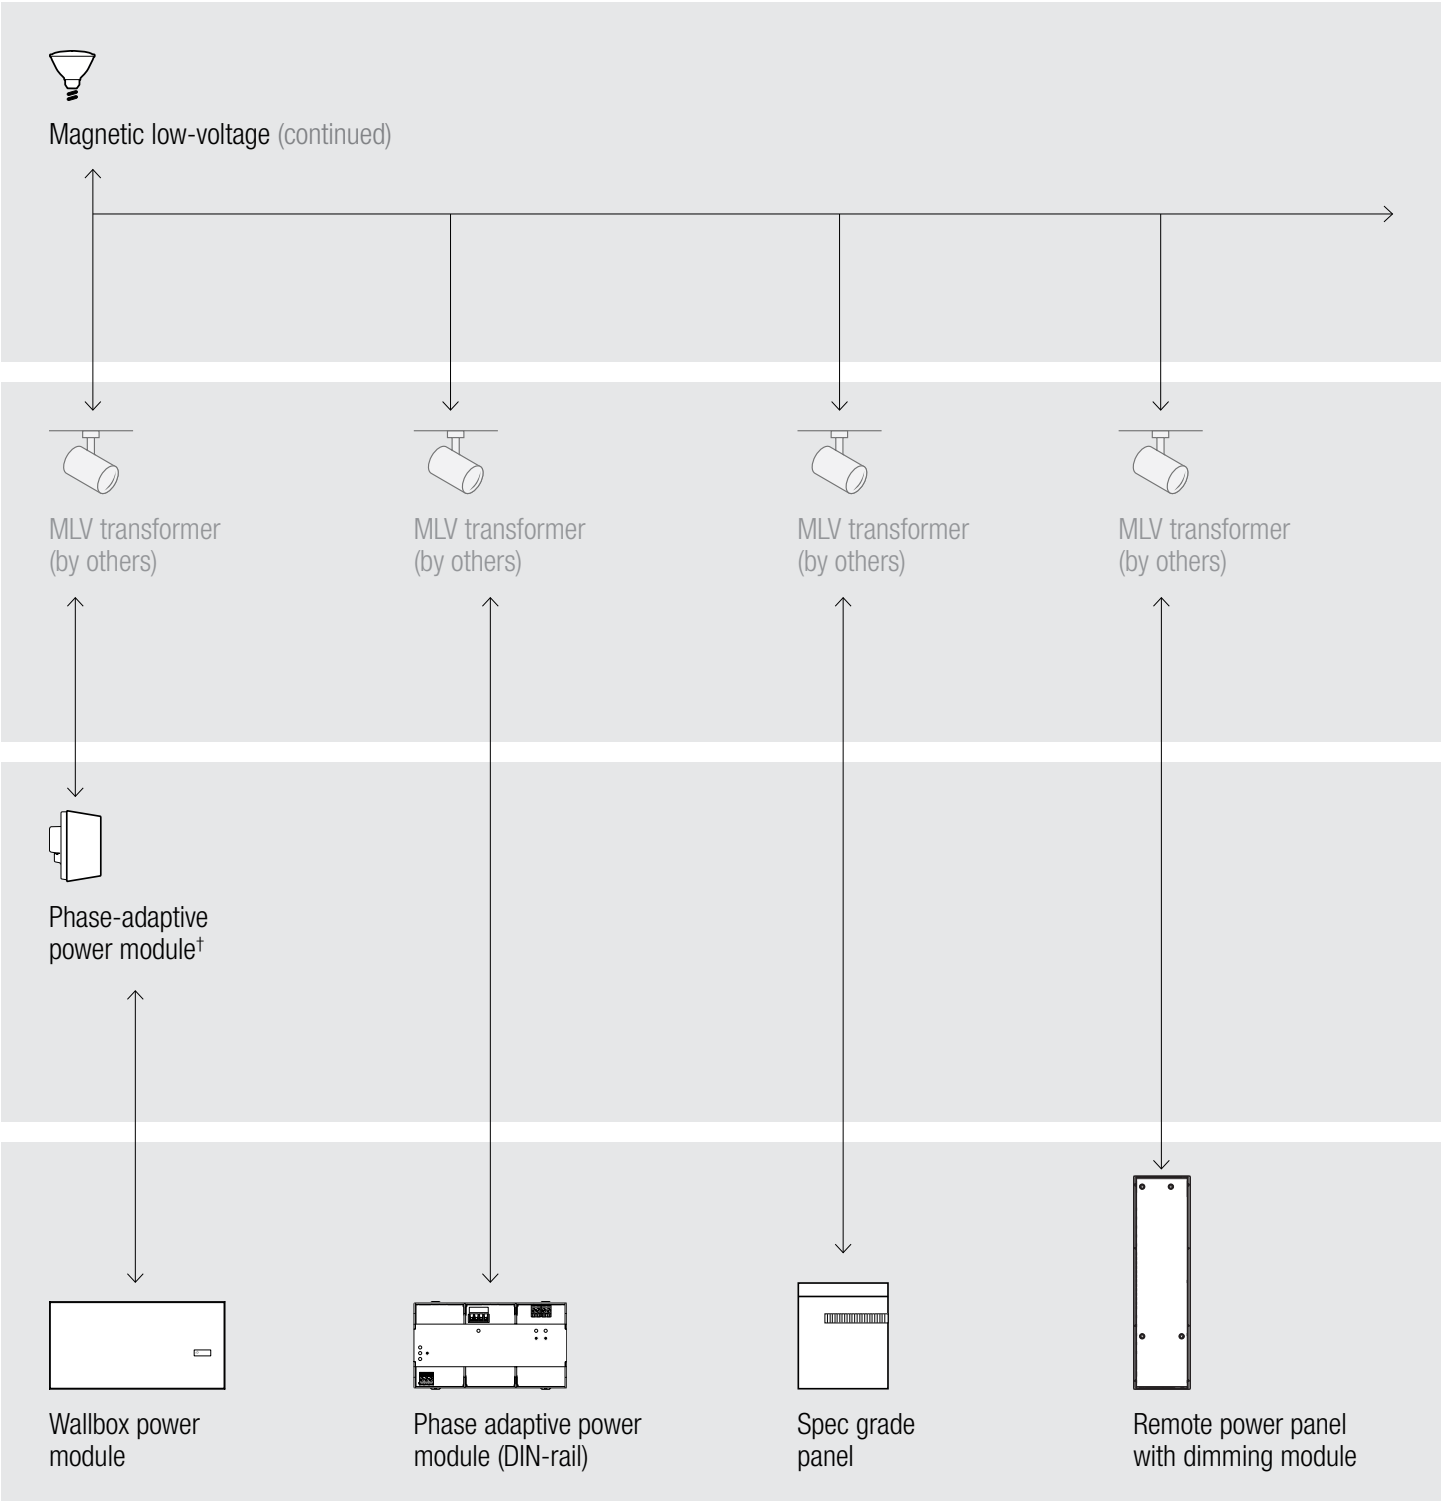 Magnetic low-voltage (continued)
MLV transformer
(by others)
MLV transformer
(by others)
MLV transformer
(by others)
MLV transformer
(by others)
Phase-adaptive
power module†
Wallbox power
module
Phase adaptive power
module (DIN-rail)
Spec grade
panel
Remote power panel
with dimming module